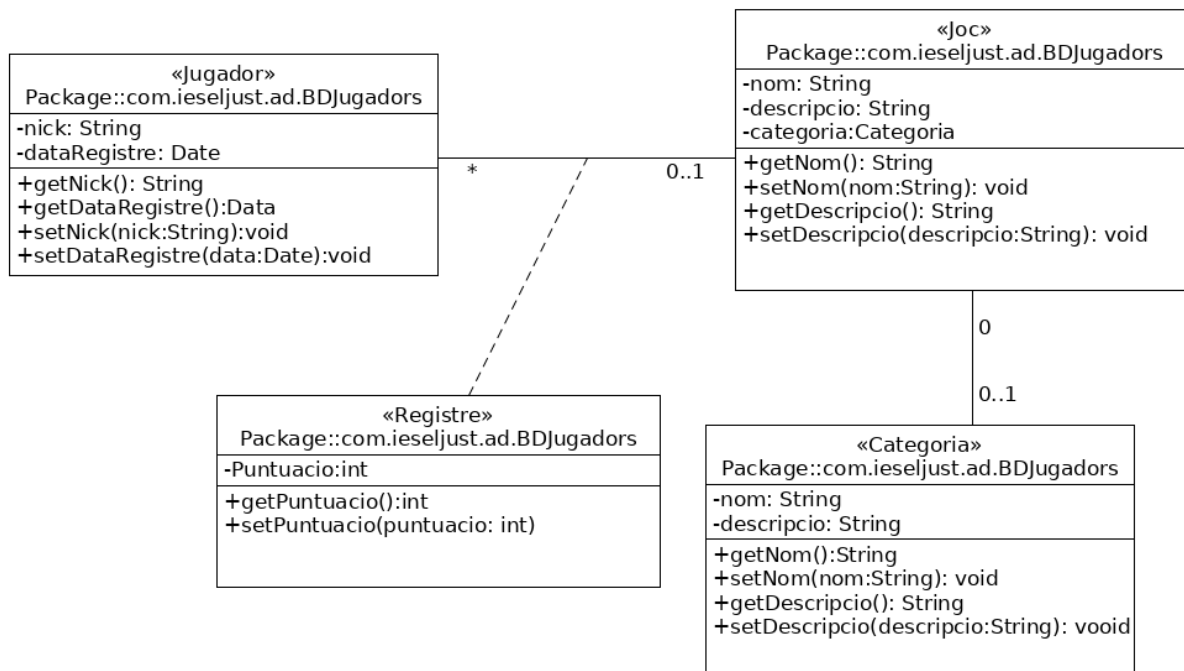 «Jugador»
Package::com.ieseljust.ad.BDJugadors
-nick: String
-dataRegistre: Date
+getNick(): String
+getDataRegistre():Data
+setNick(nick:String):void
+setDataRegistre(data:Date):void
*
0..1
«Joc»
Package::com.ieseljust.ad.BDJugadors
-nom: String
-descripcio: String
-categoria:Categoria
+getNom(): String
+setNom(nom:String): void
+getDescripcio(): String
+setDescripcio(descripcio:String): void
0
0..1
«Registre»
Package::com.ieseljust.ad.BDJugadors
-Puntuacio:int
+getPuntuacio():int
+setPuntuacio(puntuacio: int)
«Categoria»
Package::com.ieseljust.ad.BDJugadors
-nom: String
-descripcio: String
+getNom():String
+setNom(nom:String): void
+getDescripcio(): String
+setDescripcio(descripcio:String): vooid